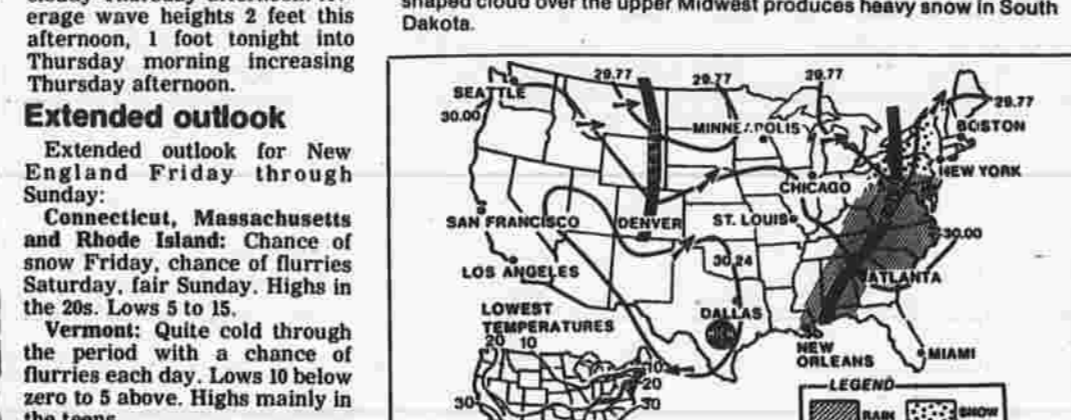 erage wave heights 2 feet this
afternoon, 1 foot tonight into
Thursday morning increasing
Thursday afternoon.
Extended outlook
Extended outlook for New
England Friday through
Sunday:
Connecticut, Massachusetts
and Rhode Island: Chance of
snow Friday, chance of flurries
Saturday, fair Sunday. Highs in
the 20s. Lows 5 to 15.
Vermont: Quite cold through
the period with a chance of
flurries each day. Lows 10 below
zero to 5 above. Highs mainly in
the teens.
shaped cloud over the upper Midwest produces heavy snow in South
Dakota.
29.77 29.77 29.77
SEATTLE
29.77
30.00
MINNEAPOLIS
BOSTON
NEW YORK
CHICAGO
SAN FRANCISCO
DENVER
ST. LOUIS
30.00
30.24
LOS ANGELES
ATLANTA
LOWEST
TEMPERATURES
DALLAS
20 10
NEW
ORLEANS
MIAMI
10
20
LEGEND
30
30
RAIN
SNOW